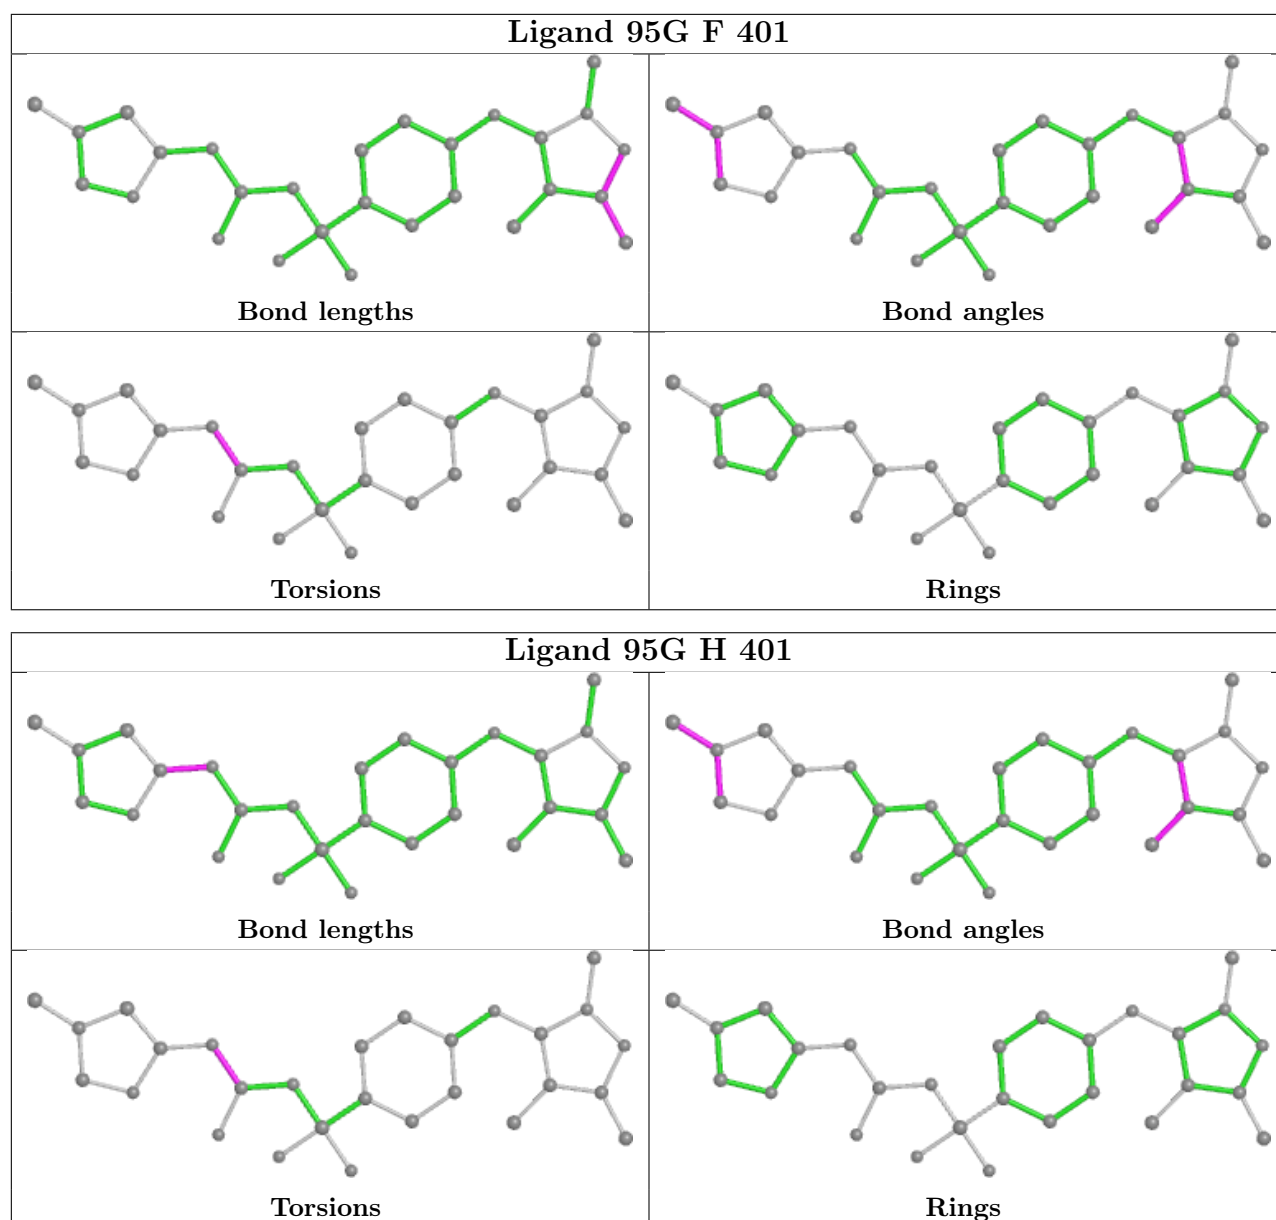 Ligand 95G F 401
Bond lengths
Bond angles
Torsions
Rings
Ligand 95G H 401
Bond lengths
Bond angles
Torsions
Rings